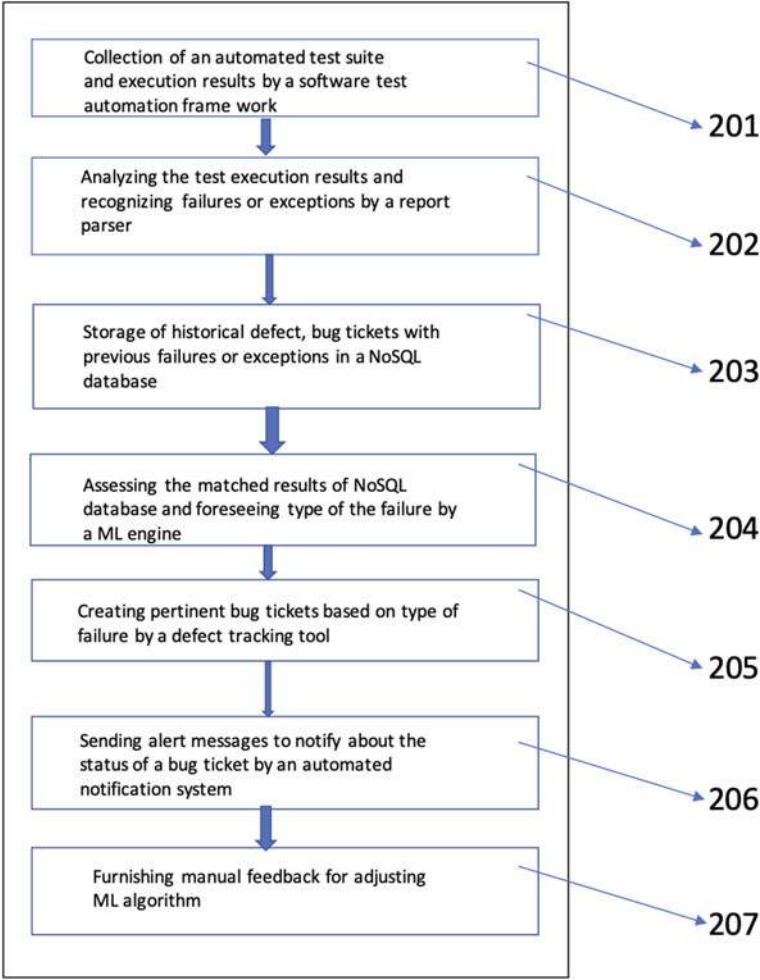 Collection of an automated test suite
and execution results by a software test
automation frame work
201
Analyzing the test execution results and
recognizing failures or exceptions by a report
parser
202
Storage of historical defect, bug tickets with
previous failures or exceptions in a NoSQL
database
203
Assessing the matched results of NoSQL
database and foreseeing type of the failure by
a ML engine
204
Creating pertinent bug tickets based on type of
failure by a defect tracking tool
205
Sending alert messages to notify about the
status of a bug ticket by an automated
notification system
206
Furnishing manual feedback for adjusting
ML algorithm
207